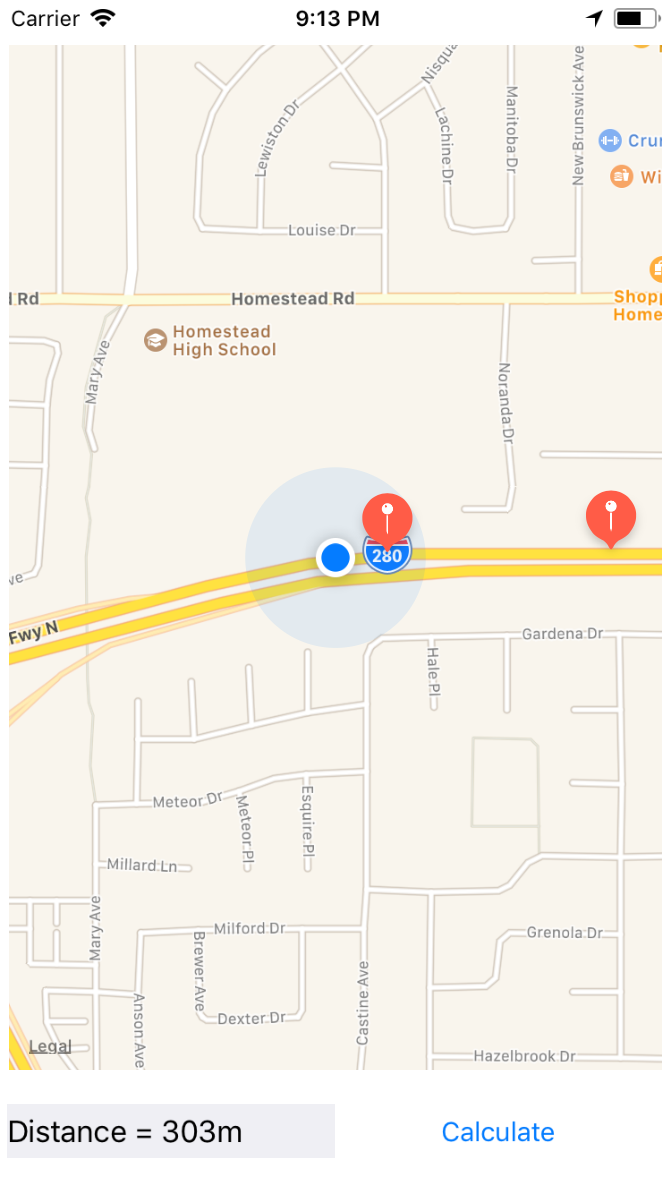 Carrier 9:13 PM
Nisqua
Lewiston Dr
Lachine Dr
Manitoba Dr
New Brunswick Ave
Crun
Wi
Louise Dr
Rd
Homestead Rd
Shopp
Home
Homestead
High School
Mary Ave
Noranda Dr
280
ve
Fwy N
Gardena Dr
Hale Pl
Meteor Dr
Meteor Pl
Esquire Pl
Millard Ln
Mary Ave
Milford Dr
Grenola Dr
Brewer Ave
Castine Ave
Anson Ave
Dexter Dr
Legal
Hazelbrook Dr
Distance = 303m
Calculate